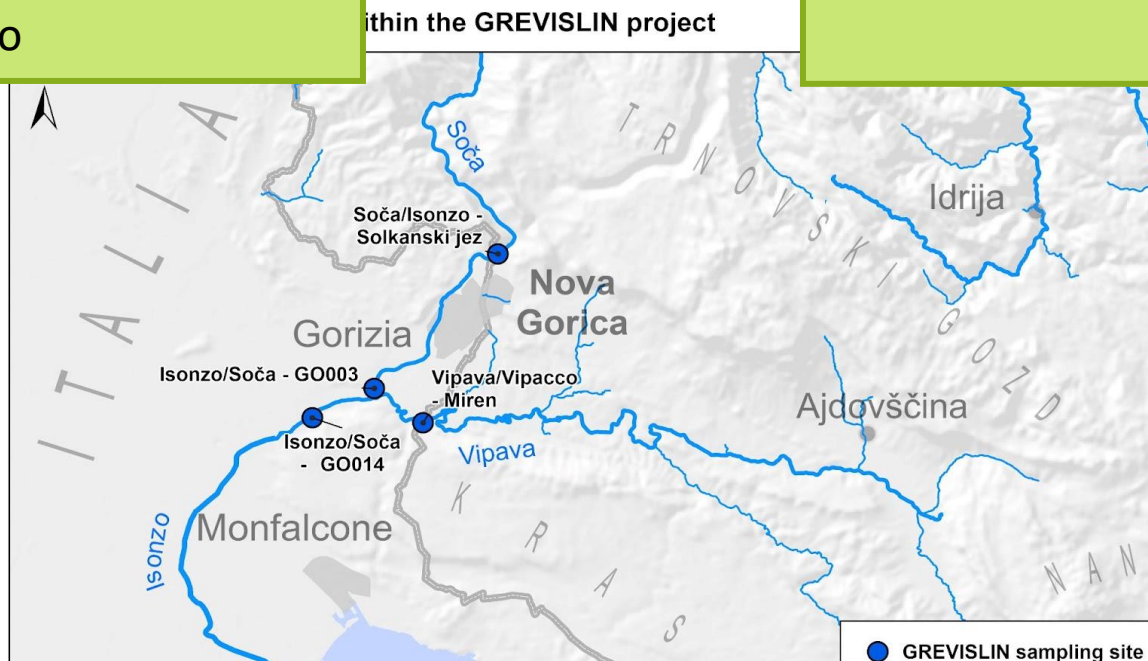 o
ithin the GREVISLIN project
ITALIA
Soča
TRNOVSKI GOZD
Idrija
Soča/Isonzo -
Solkanski jez
Nova
Gorica
Gorizia
Isonzo/Soča - GO003
Vipava/Vipacco
- Miren
Ajdovščina
Isonzo/Soča
- GO014
Vipava
KRAS
Monfalcone
Isonzo
NAN
GREVISLIN sampling site